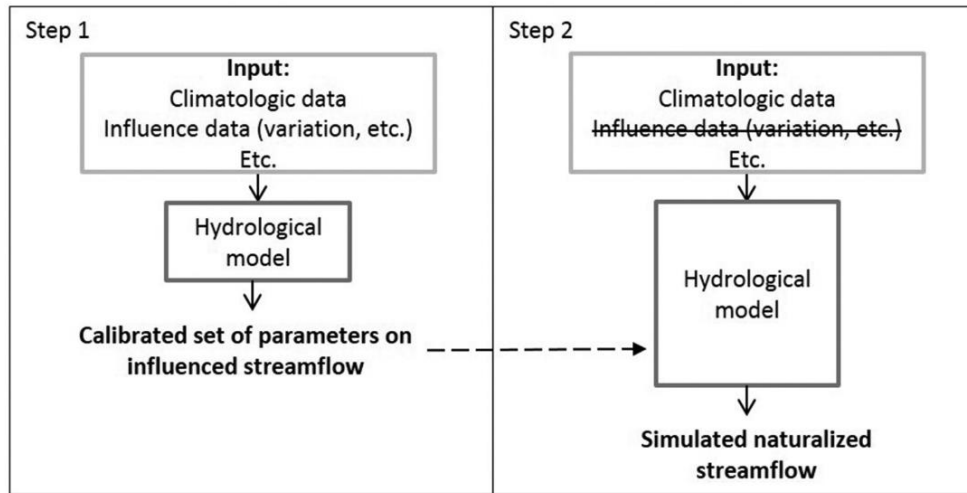 Step 1
Input:
Climatologic data
Influence data (variation, etc.)
Etc.
Hydrological
model
Calibrated set of parameters on
influenced streamflow
Step 2
Input:
Climatologic data
Influence data (variation, etc.)
Etc.
Hydrological
model
Simulated naturalized
streamflow